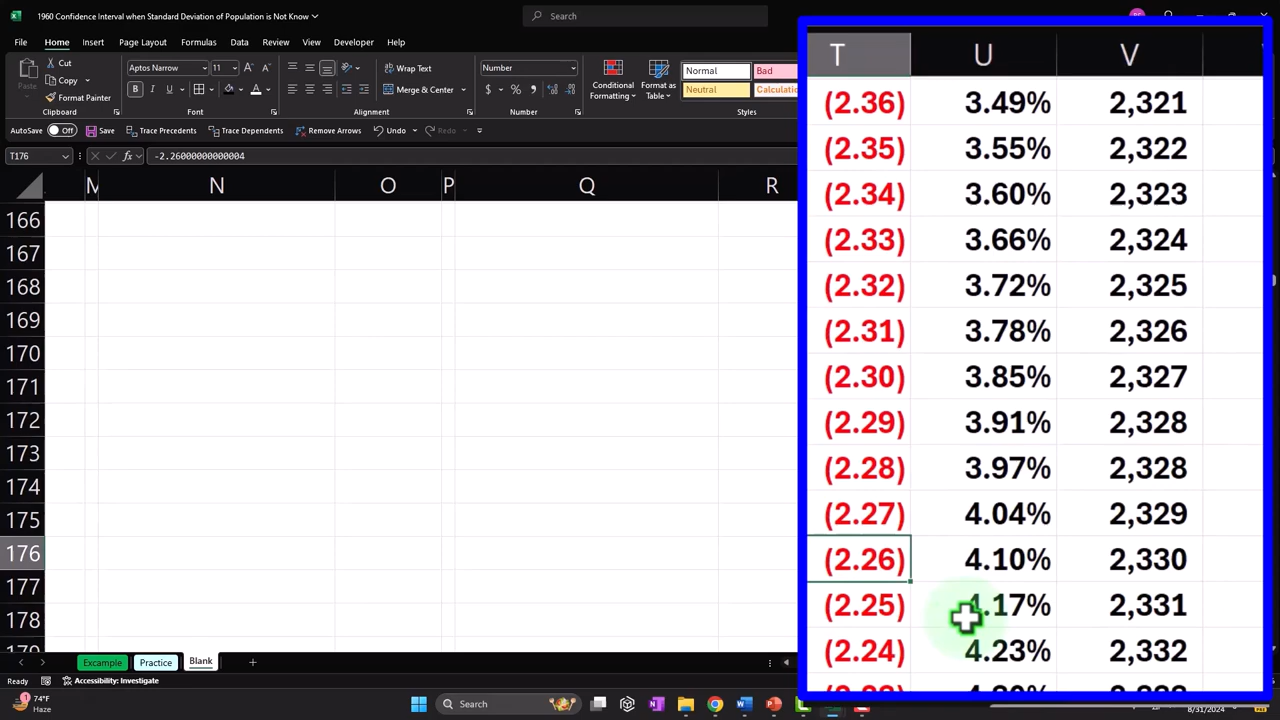 1960 Confidence Interval when Standard Deviation of Population is Not Know
Search
File Home Insert Page Layout Formulas Data Review View Developer Help
Cut
Copy
Format Painter
Clipboard
Aptos Narrow 11
Font
Wrap Text
Merge & Center
Alignment
Number
Number
Conditional Formatting
Format as Table
Normal Bad
Neutral
Styles
AutoSave Off Save Trace Precedents Trace Dependents Remove Arrows Undo Redo
T176 fx -2.26000000000004
M N O P Q R
166
167
168
169
170
171
172
173
174
175
176
177
178
T U V
(2.36) 3.49% 2,321
(2.35) 3.55% 2,322
(2.34) 3.60% 2,323
(2.33) 3.66% 2,324
(2.32) 3.72% 2,325
(2.31) 3.78% 2,326
(2.30) 3.85% 2,327
(2.29) 3.91% 2,328
(2.28) 3.97% 2,328
(2.27) 4.04% 2,329
(2.26) 4.10% 2,330
(2.25) 4.17% 2,331
(2.24) 4.23% 2,332
Excample Practice Blank
Ready Accessibility: Investigate
74°F
Haze
Search
8/31/2024